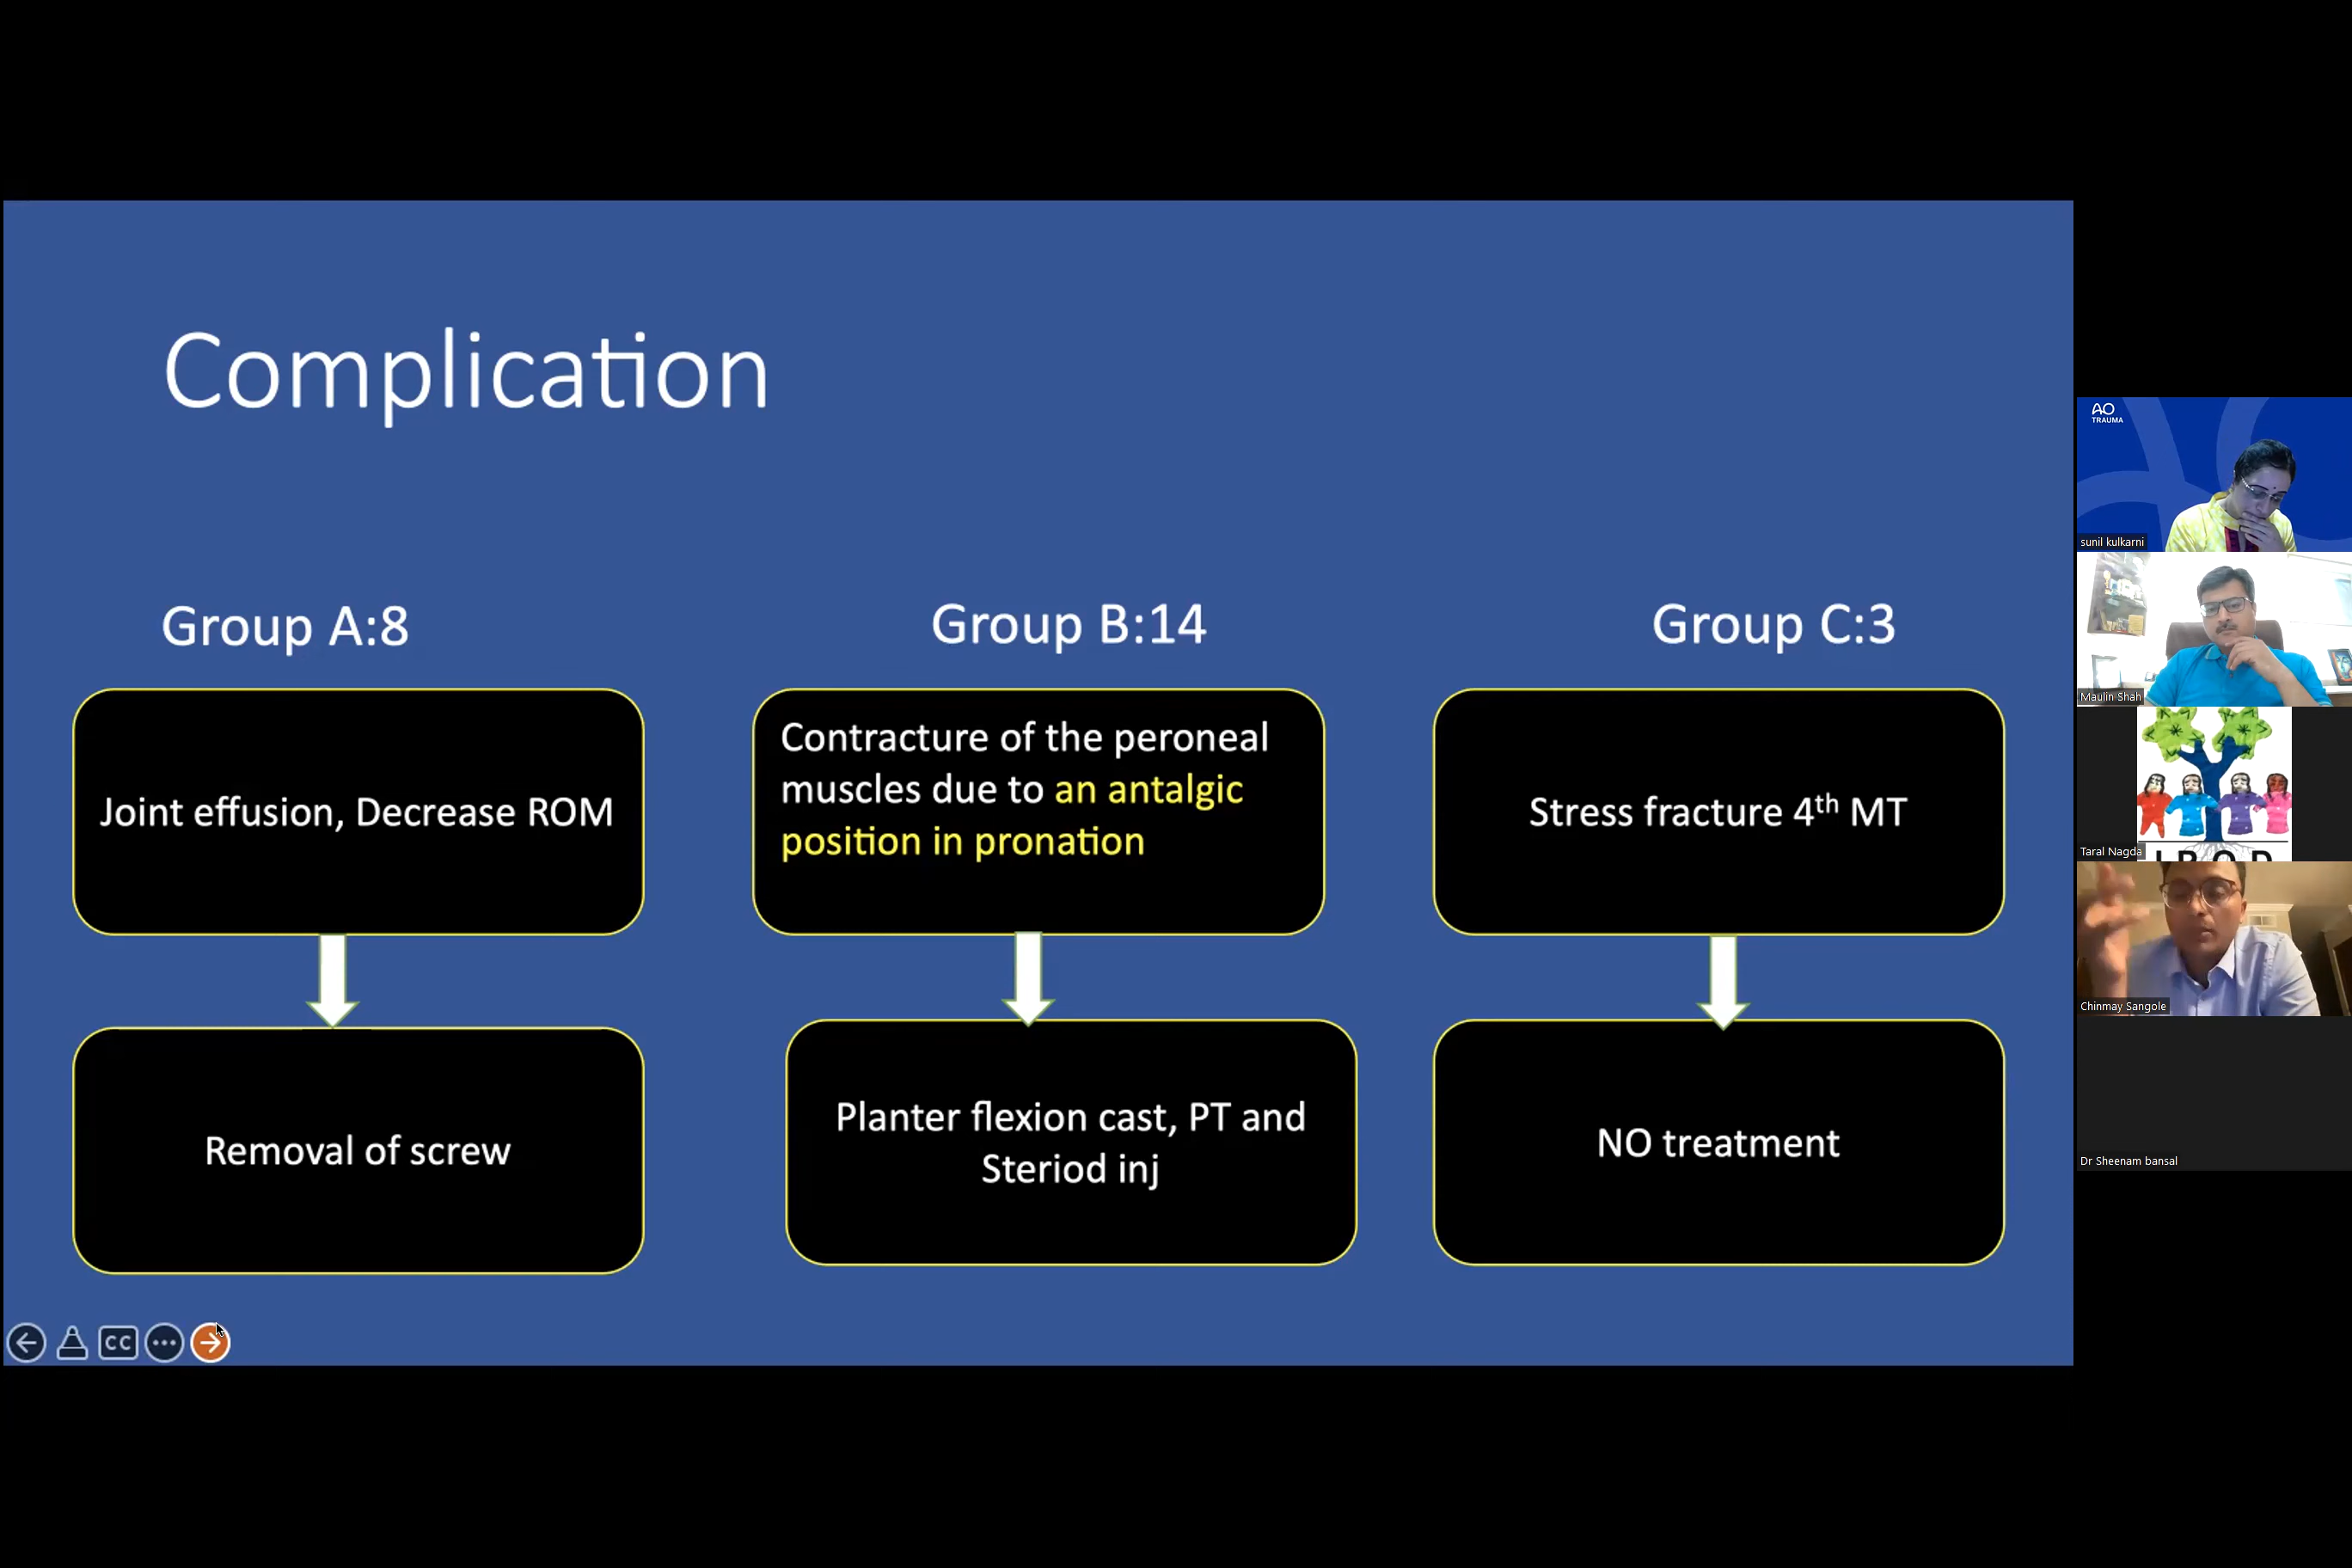 Complication
Group A:8
Group B:14
Group C:3
Joint effusion, Decrease ROM
Contracture of the peroneal
muscles due to an antalgic
position in pronation
Stress fracture 4th MT
Removal of screw
Planter flexion cast, PT and
Steriod inj
NO treatment
CC
AO
TRAUMA
sunil kulkarni
Maulin Shah
Taral Nagda
Chinmay Sangole
Dr Sheenam bansal